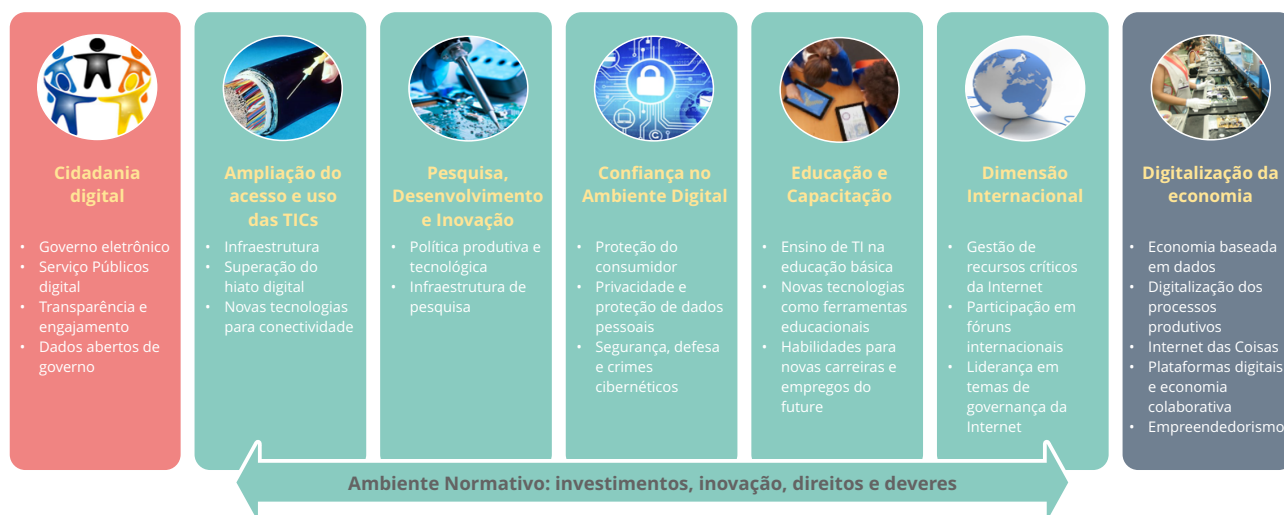 Cidadania
digital
• Governo eletrônico
• Serviço Públicos
digital
• Transparência e
engajamento
• Dados abertos de
governo
Ampliação do
acesso e uso
das TICs
• Infraestrutura
• Superação do
hiato digital
• Novas tecnologias
para conectividade
Pesquisa,
Desenvolvimento
e Inovação
• Política produtiva e
tecnológica
• Infraestrutura de
pesquisa
Confiança no
Ambiente Digital
• Proteção do
consumidor
• Privacidade e
proteção de dados
pessoais
• Segurança, defesa
e crimes
cibernéticos
Educação e
Capacitação
• Ensino de TI na
educação básica
• Novas tecnologias
como ferramentas
educacionais
• Habilidades para
novas carreiras e
empregos do
future
Dimensão
Internacional
• Gestão de
recursos críticos
da Internet
• Participação em
fóruns
internacionais
• Liderança em
temas de
governança da
Internet
Digitalização da
economia
• Economia baseada
em dados
• Digitalização dos
processos
produtivos
• Internet das Coisas
• Plataformas digitais
e economia
colaborativa
• Empreendedorismo
Ambiente Normativo: investimentos, inovação, direitos e deveres